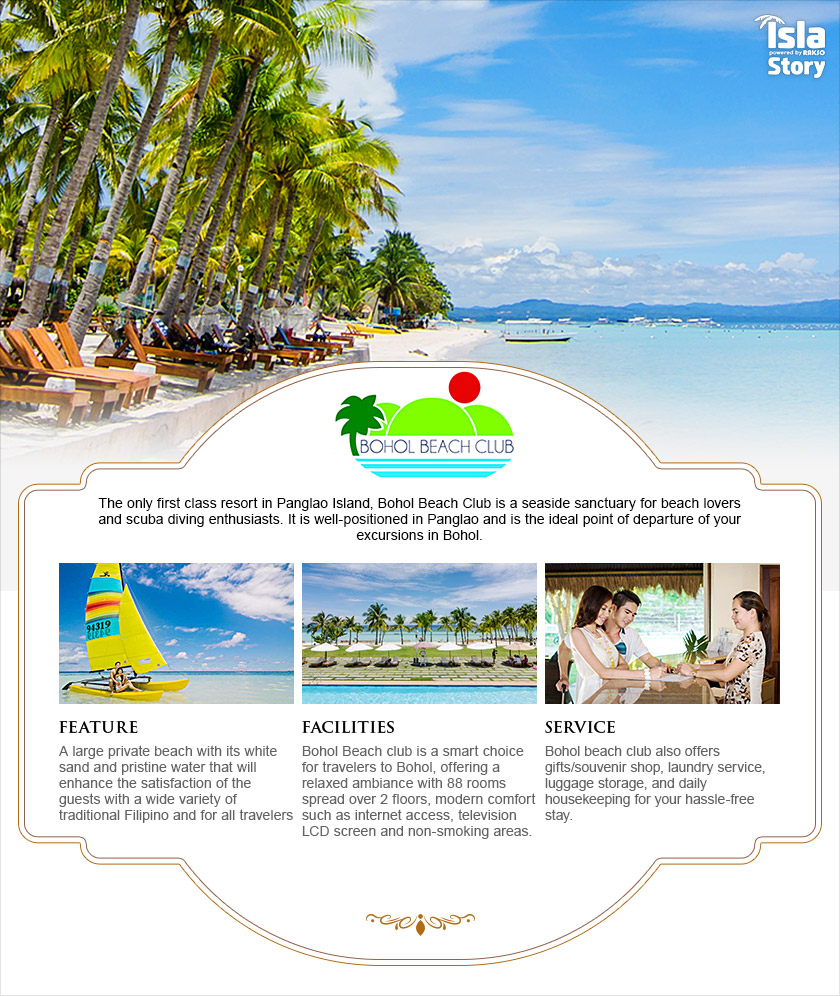 Isla
powered by RAKSO
Story
BOHOL BEACH CLUB
The only first class resort in Panglao Island, Bohol Beach Club is a seaside sanctuary for beach lovers
and scuba diving enthusiasts. It is well-positioned in Panglao and is the ideal point of departure of your
excursions in Bohol.
94319
FEATURE
A large private beach with its white
sand and pristine water that will
enhance the satisfaction of the
guests with a wide variety of
traditional Filipino and for all travelers
FACILITIES
Bohol Beach club is a smart choice
for travelers to Bohol, offering a
relaxed ambiance with 88 rooms
spread over 2 floors, modern comfort
such as internet access, television
LCD screen and non-smoking areas.
SERVICE
Bohol beach club also offers
gifts/souvenir shop, laundry service,
luggage storage, and daily
housekeeping for your hassle-free
stay.